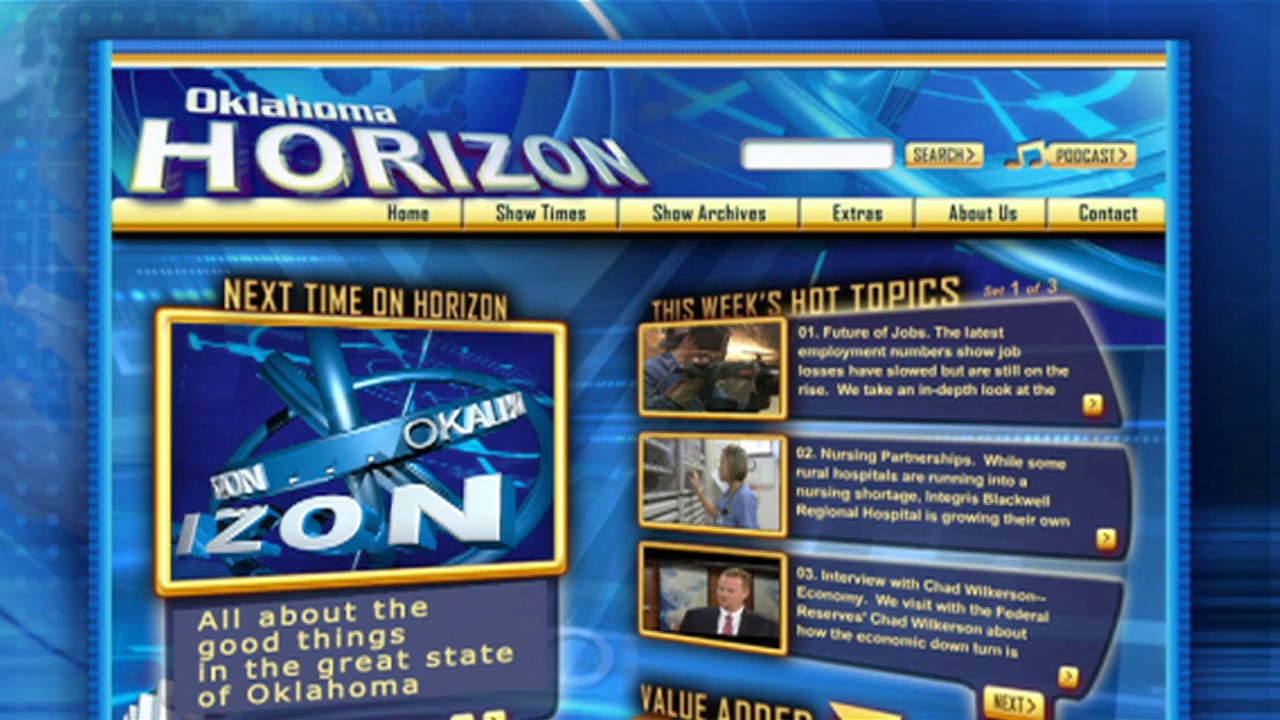 Oklahoma
HORIZON
SEARCH>
PODCAST>
Home
Show Times
Show Archives
Extras
About Us
Contact
NEXT TIME ON HORIZON
THIS WEEK'S HOT TOPICS
Set 1 of 3
IZON
All about the
good things
in the great state
of Oklahoma
01. Future of Jobs. The latest
employment numbers show job
losses have slowed but are still on the
rise. We take an in-depth look at the
02. Nursing Partnerships. While some
rural hospitals are running into a
nursing shortage, Integris Blackwell
Regional Hospital is growing their own
03. Interview with Chad Wilkerson--
Economy. We visit with the Federal
Reserves' Chad Wilkerson about
how the economic down turn is
NEXT>
VALUE ADDED